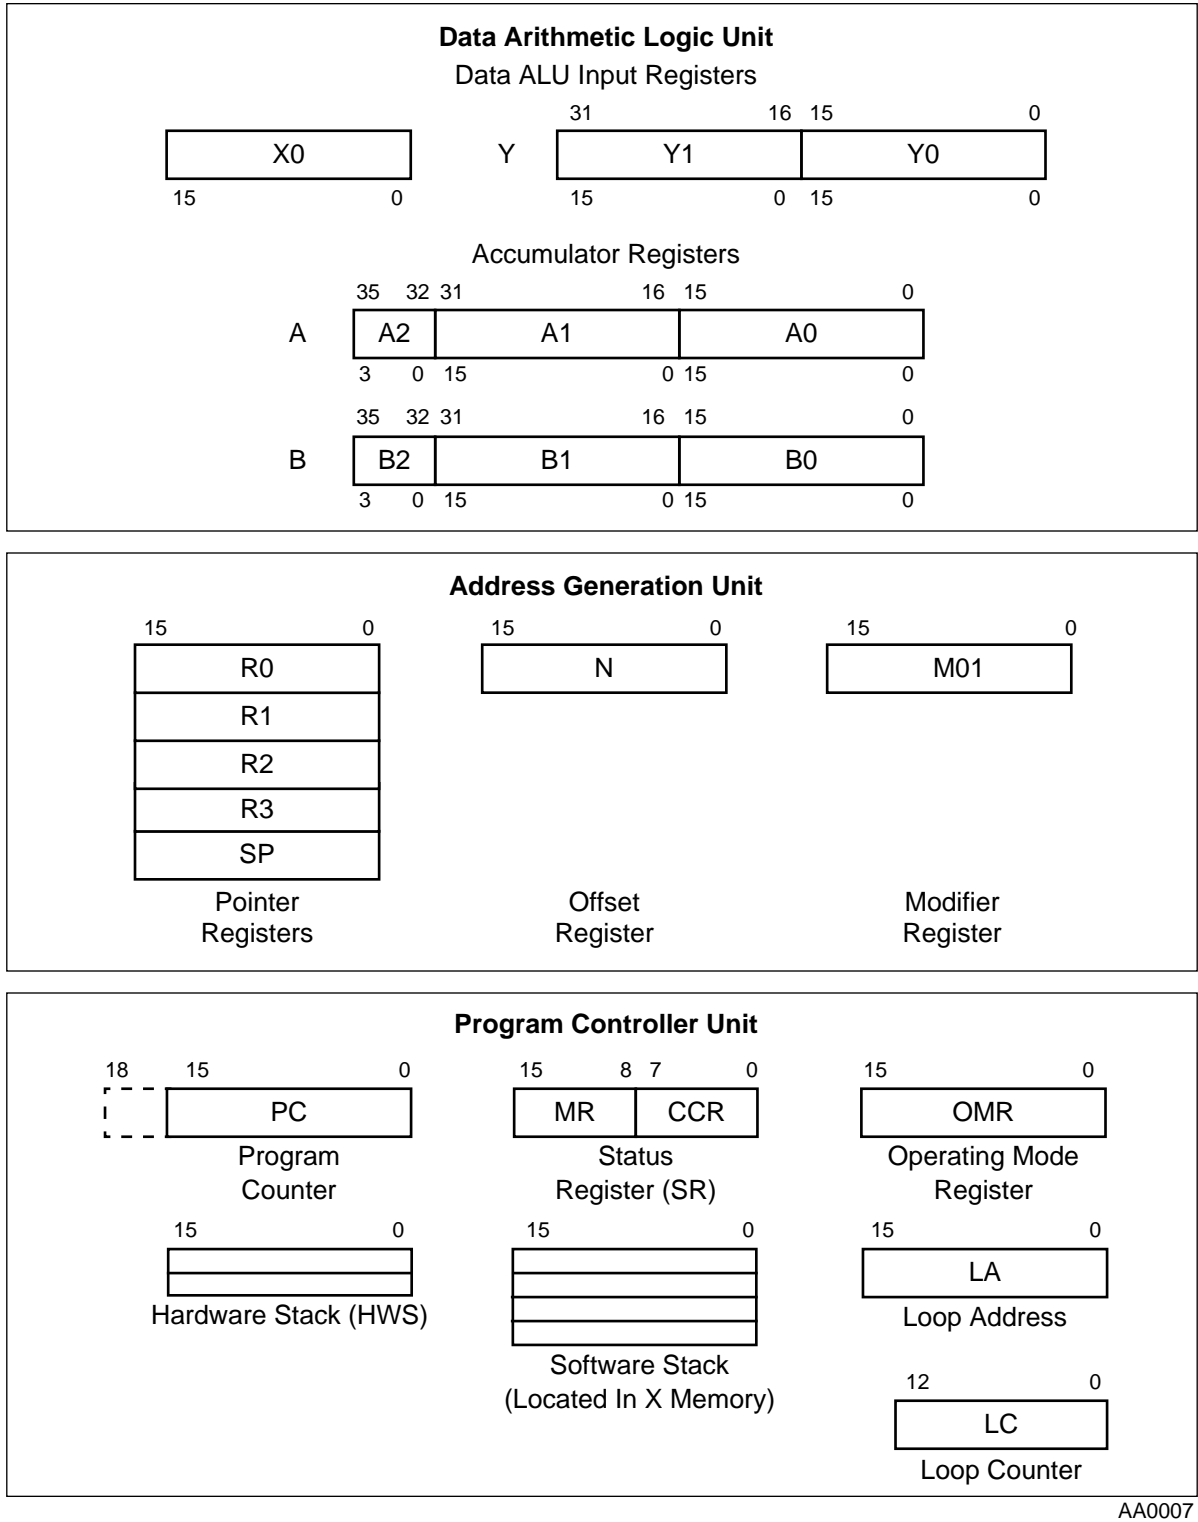 Data Arithmetic Logic Unit
Data ALU Input Registers
31 16 15 0
X0 Y Y1 Y0
15 0 15 0 15 0
Accumulator Registers
35 32 31 16 15 0
A A2 A1 A0
3 0 15 0 15 0
35 32 31 16 15 0
B B2 B1 B0
3 0 15 0 15 0
Address Generation Unit
15 0 15 0 15 0
R0 N M01
R1
R2
R3
SP
Pointer Offset Modifier
Registers Register Register
Program Controller Unit
18 15 0 15 8 7 0 15 0
PC MR CCR OMR
Program Status Operating Mode
Counter Register (SR) Register
15 0 15 0 15 0
LA
Hardware Stack (HWS) Loop Address
Software Stack
(Located In X Memory)
12 0
LC
Loop Counter
AA0007